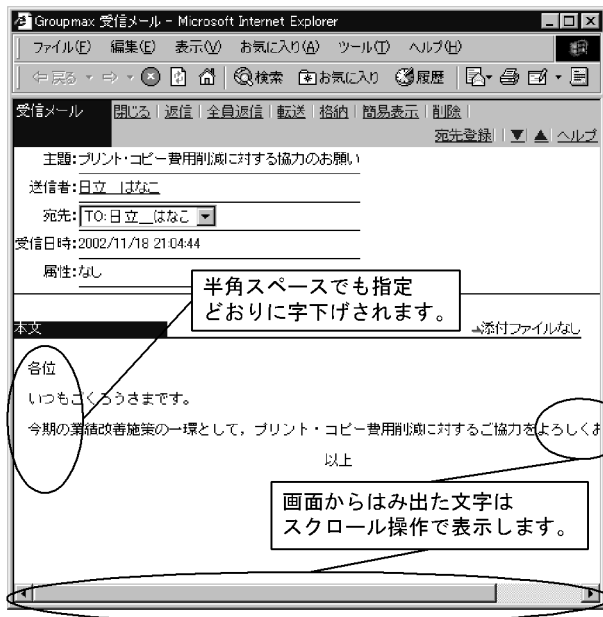 Groupmax 受信メール - Microsoft Internet Explorer
ファイル(F) 編集(E) 表示(V) お気に入り(A) ツール(T) ヘルプ(H)
戻る 検索 お気に入り 履歴
受信メール 閉じる | 返信 | 全員返信 | 転送 | 格納 | 簡易表示 | 削除 |
宛先登録 | ▼ ▲ ヘルプ
主題:プリント・コピー費用削減に対する協力のお願い
送信者:日立__はなこ
宛先: TO:日立__はなこ
受信日時:2002/11/18 21:04:44
属性:なし
半角スペースでも指定
どおりに字下げされます。
本文 添付ファイルなし
各位
いつもごくろうさまです。
今期の業績改善施策の一環として，プリント・コピー費用削減に対するご協力をよろしくお
以上
画面からはみ出た文字は
スクロール操作で表示します。